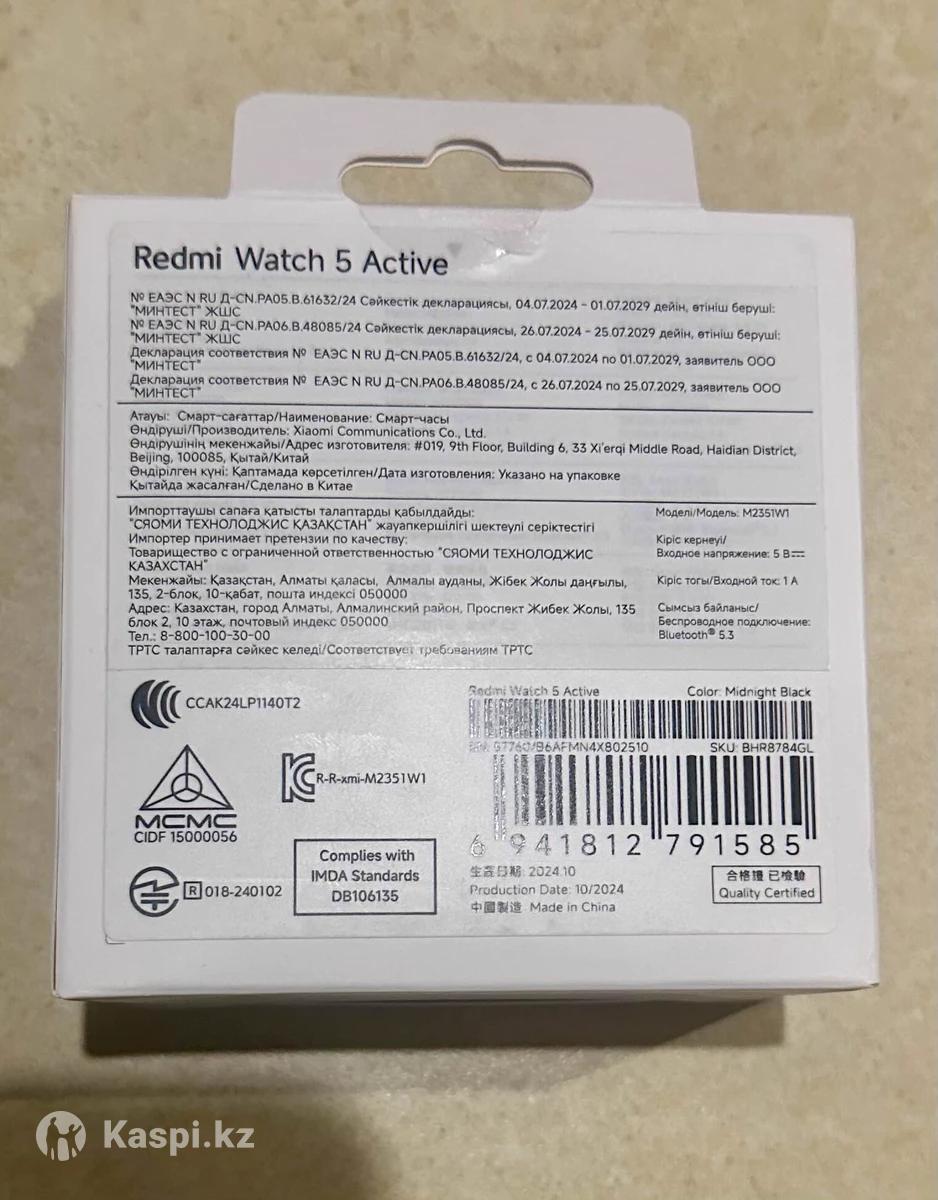 Redmi Watch 5 Active
№ ЕАЭС N RU Д-CN.РА05.В.61632/24 Сәйкестік декларациясы, 04.07.2024 - 01.07.2029 дейін, өтініш беруші:
"МИНТЕСТ" ЖШС
№ ЕАЭС N RU Д-CN.РА06.В.48085/24 Сәйкестік декларациясы, 26.07.2024 - 25.07.2029 дейін, өтініш беруші:
"МИНТЕСТ" ЖШС
Декларация соответствия № ЕАЭС N RU Д-CN.РА05.В.61632/24, с 04.07.2024 по 01.07.2029, заявитель ООО
"МИНТЕСТ"
Декларация соответствия № ЕАЭС N RU Д-CN.РА06.В.48085/24, с 26.07.2024 по 25.07.2029, заявитель ООО
"МИНТЕСТ"
Атауы: Смарт-сағаттар/Наименование: Смарт-часы
Өндіруші/Производитель: Xiaomi Communications Co., Ltd.
Өндірушінің мекенжайы/Адрес изготовителя: #019, 9th Floor, Building 6, 33 Xi'erqi Middle Road, Haidian District,
Beijing, 100085, Қытай/Китай
Өндірілген күні: Қаптамада көрсетілген/Дата изготовления: Указано на упаковке
Қытайда жасалған/Сделано в Китае
Импорттаушы сапаға қатысты талаптарды қабылдайды:
"СЯОМИ ТЕХНОЛОДЖИС ҚАЗАҚСТАН" жауапкершілігі шектеулі серіктестігі
Импортер принимает претензии по качеству:
Товарищество с ограниченной ответственностью "СЯОМИ ТЕХНОЛОДЖИС
КАЗАХСТАН"
Мекенжайы: Қазақстан, Алматы қаласы, Алмалы ауданы, Жібек Жолы даңғылы,
135, 2-блок, 10-қабат, пошта индексі 050000
Адрес: Казахстан, город Алматы, Алмалинский район, Проспект Жибек Жолы, 135
блок 2, 10 этаж, почтовый индекс 050000
Тел.: 8-800-100-30-00
ТРТС талаптарға сәйкес келеді/Соответствует требованиям ТРТС
Моделі/Модель: M2351W1
Кіріс кернеуі/
Входное напряжение: 5 В⎓
Кіріс тогы/Входной ток: 1 А
Сымсыз байланыс/
Беспроводное подключение:
Bluetooth® 5.3
CCAK24LP1140T2
MCMC
CIDF 15000056
R-R-xmi-M2351W1
R 018-240102
Complies with
IMDA Standards
DB106135
Redmi Watch 5 Active Color: Midnight Black
SKU: BHR8784GL
6 941812 791585
生產日期: 2024.10
Production Date: 10/2024
中國製造 Made in China
合格證 已檢驗
Quality Certified
Kaspi.kz